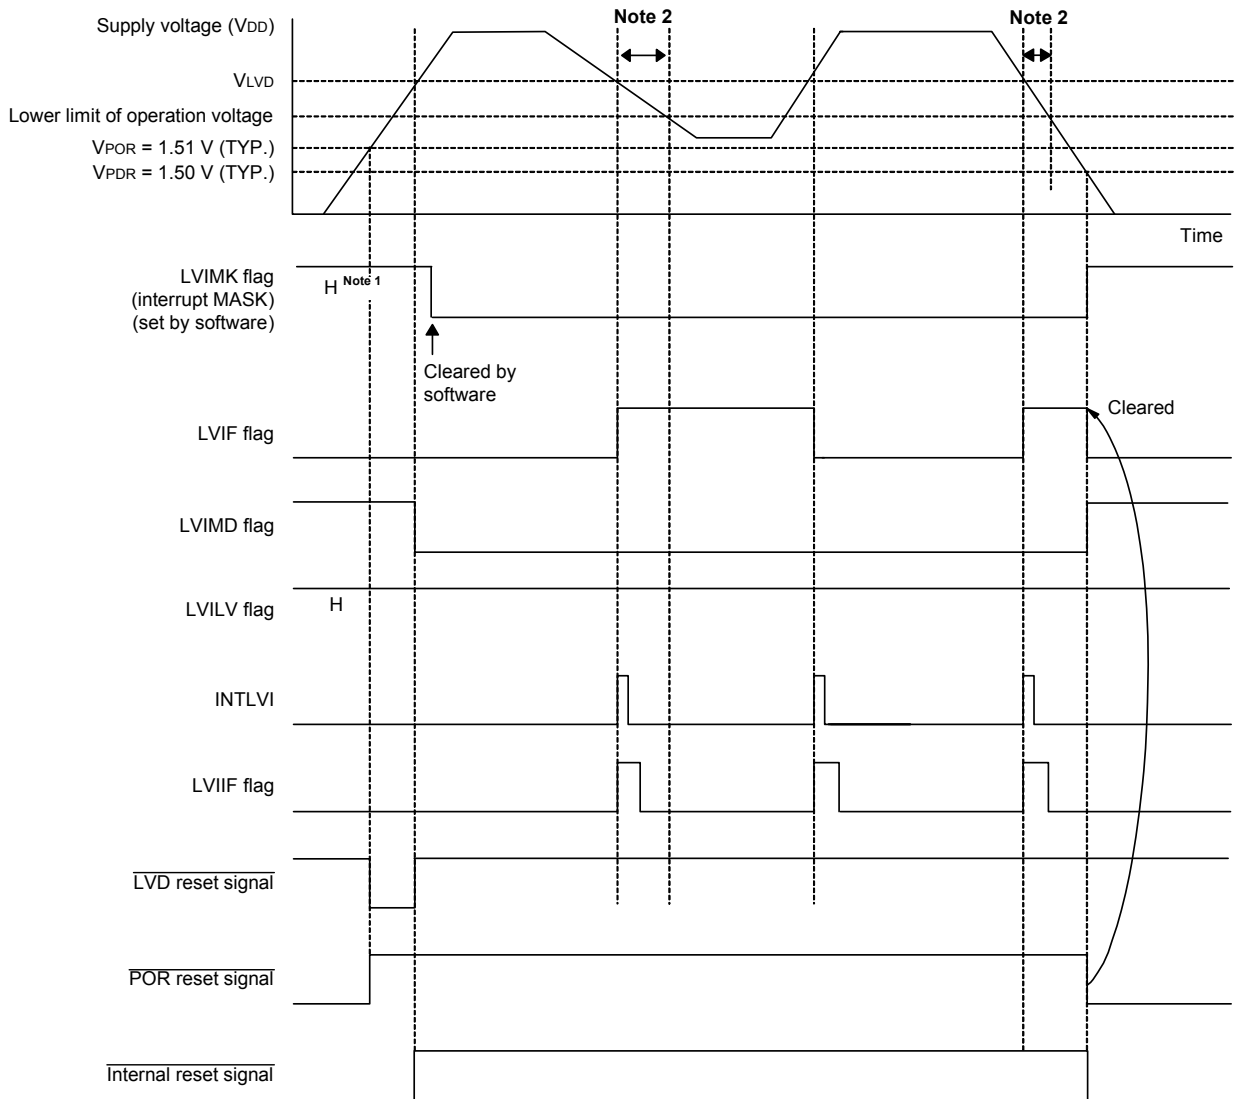 Note 2
Note 2
Supply voltage (VDD)
VLVD
Lower limit of operation voltage
VPOR = 1.51 V (TYP.)
VPDR = 1.50 V (TYP.)
Time
LVIMK flag
(interrupt MASK)
(set by software)
H Note 1
Cleared by
software
Cleared
LVIF flag
LVIMD flag
LVILV flag
H
INTLVI
LVIIF flag
LVD reset signal
POR reset signal
Internal reset signal